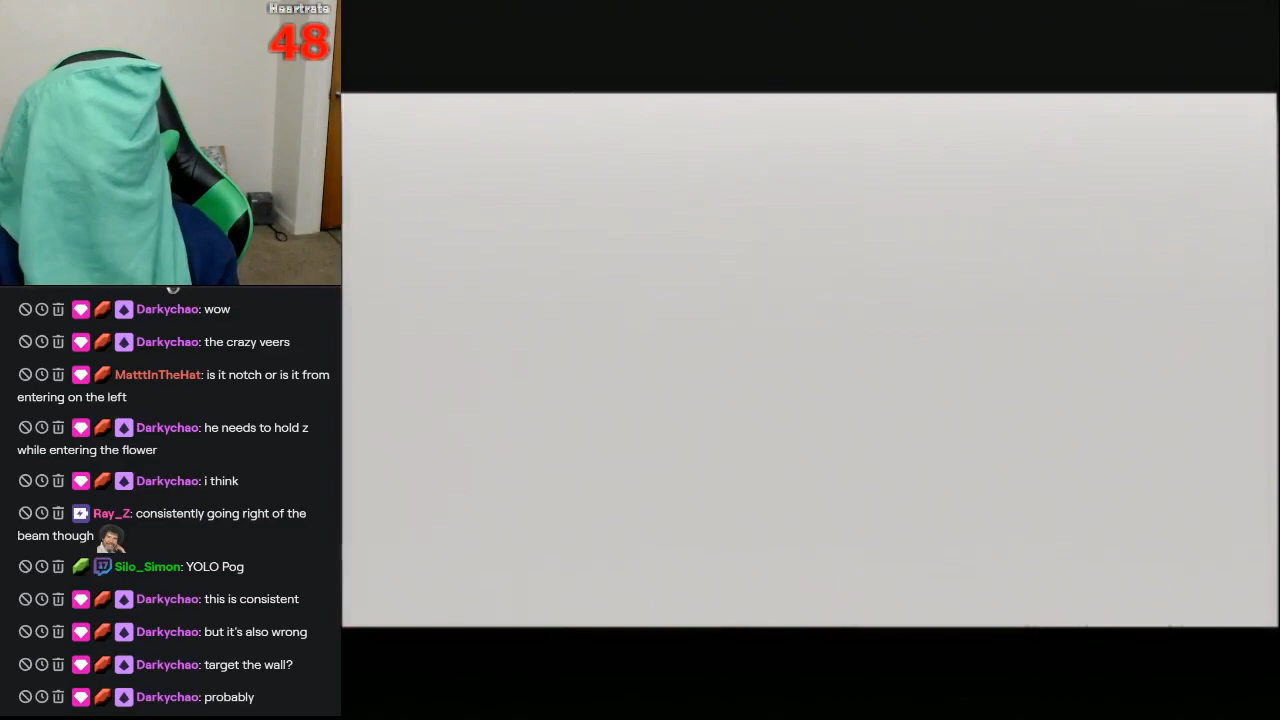 Heartrate
48
Darkychao: wow
Darkychao: the crazy veers
MatttInTheHat: is it notch or is it from
entering on the left
Darkychao: he needs to hold z
while entering the flower
Darkychao: i think
Ray_Z: consistently going right of the
beam though
Silo_Simon: YOLO Pog
Darkychao: this is consistent
Darkychao: but it's also wrong
Darkychao: target the wall?
Darkychao: probably